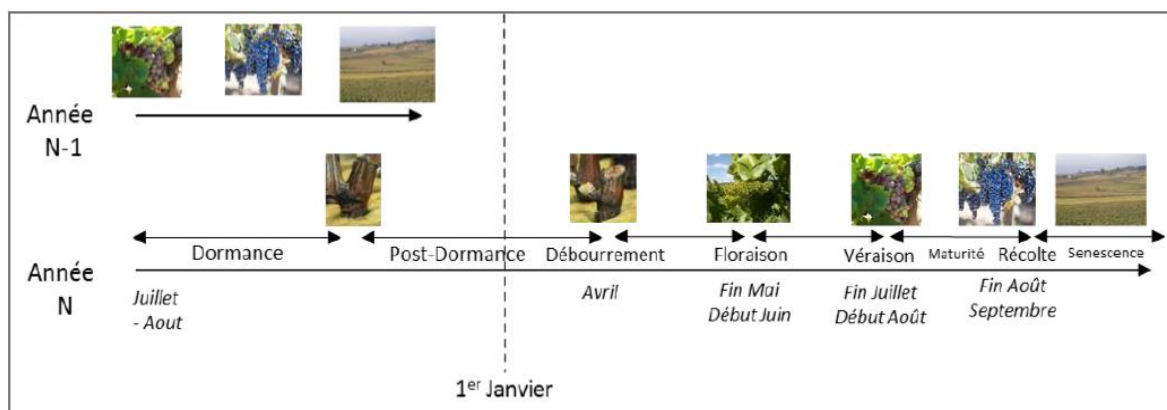 Année
N-1
Dormance
Post-Dormance
Débourrement
Floraison
Véraison
Maturité
Récolte
Senescence
Année
N
Juillet
- Aout
Avril
Fin Mai
Début Juin
Fin Juillet
Début Août
Fin Août
Septembre
1er Janvier